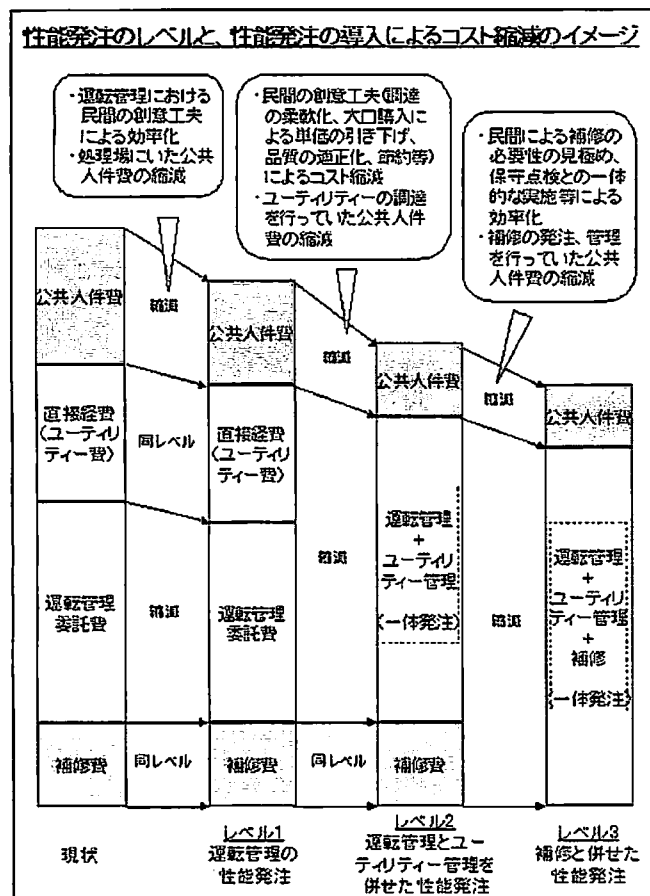 性能発注のレベルと、性能発注の導入によるコスト縮減のイメージ
・運転管理における
民間の創意工夫
による効率化
・処理場にいた公共
人件費の縮減
・民間の創意工夫(調達
の柔軟化、大口購入に
よる単価の引き下げ、
品質の適正化、節約等)
によるコスト縮減
・ユーティリティーの調達
を行っていた公共人件
費の縮減
・民間による補修の
必要性の見極め、
保守点検との一体
的な実施等による
効率化
・補修の発注、管理
を行っていた公共
人件費の縮減
公共人件費
縮減
公共人件費
縮減
公共人件費
縮減
公共人件費
直接経費
(ユーティリ
ティー費)
同レベル
直接経費
(ユーティリ
ティー費)
運転管理
委託費
縮減
運転管理
委託費
縮減
運転管理
+
ユーティリ
ティー管理
(一体発注)
縮減
運転管理
+
ユーティリ
ティー管理
+
補修
(一体発注)
補修費
同レベル
補修費
同レベル
補修費
現状
レベル1
運転管理の
性能発注
レベル2
運転管理とユー
ティリティー管理を
併せた性能発注
レベル3
補修と併せた
性能発注